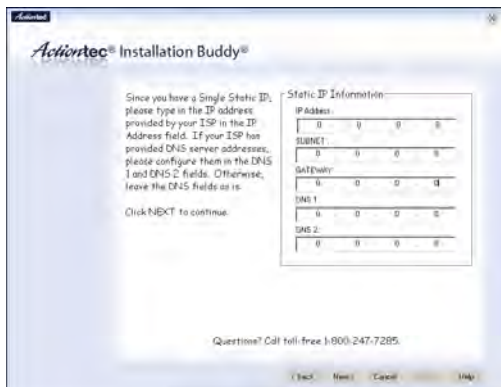 Actiontec
Actiontec® Installation Buddy®
Since you have a Single Static IP,
please type in the IP address
provided by your ISP in the IP
Address field. If your ISP has
provided DNS server addresses,
please configure them in the DNS
1 and DNS 2 fields. Otherwise,
leave the DNS fields as is.
Click NEXT to continue.
Static IP Information
IP Address:
0 . 0 . 0 . 0
SUBNET:
0 . 0 . 0 . 0
GATEWAY:
0 . 0 . 0 . 0
DNS 1:
0 . 0 . 0 . 0
DNS 2:
0 . 0 . 0 . 0
Questions? Call toll-free 1-800-247-7285.
< Back Next > Cancel Help